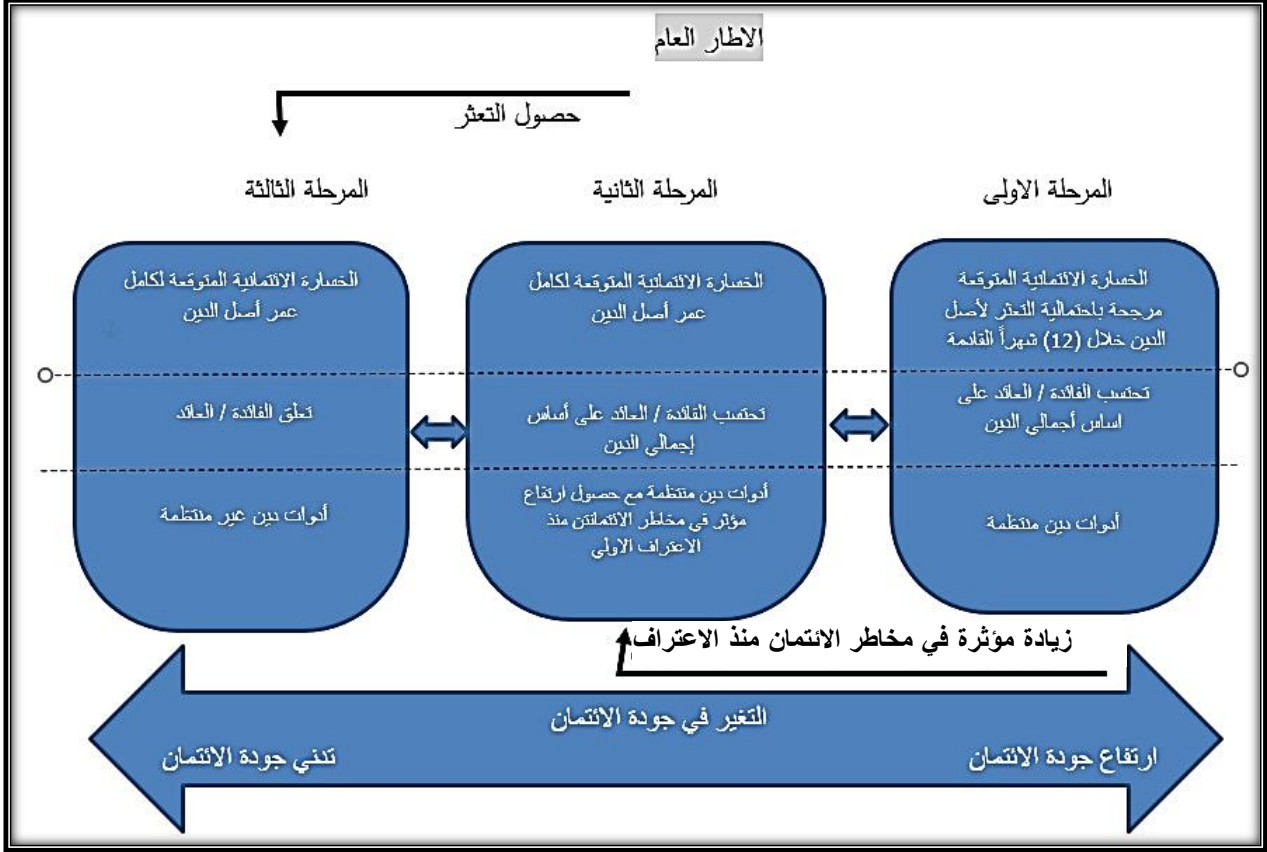 الاطار العام
حصول التعثر
المرحلة الاولى
المرحلة الثانية
المرحلة الثالثة
الخسارة الائتمانية المتوقعة
مرجحة باحتمالية التعثر لأصل
الدين خلال (12) شهراً القادمة
تحتسب الفائدة / العائد على
اساس أجمالي الدين
أدوات دين منتظمة
الخسارة الائتمانية المتوقعة لكامل
عمر أصل الدين
تحتسب الفائدة / العائد على أساس
إجمالي الدين
أدوات دين منتظمة مع حصول ارتفاع
مؤثر في مخاطر الائتمانتن منذ
الاعتراف الاولي
الخسارة الائتمانية المتوقعة لكامل
عمر أصل الدين
تعلق الفائدة / العائد
أدوات دين غير منتظمة
زيادة مؤثرة في مخاطر الائتمان منذ الاعتراف
التغير في جودة الائتمان
ارتفاع جودة الائتمان
تدني جودة الائتمان